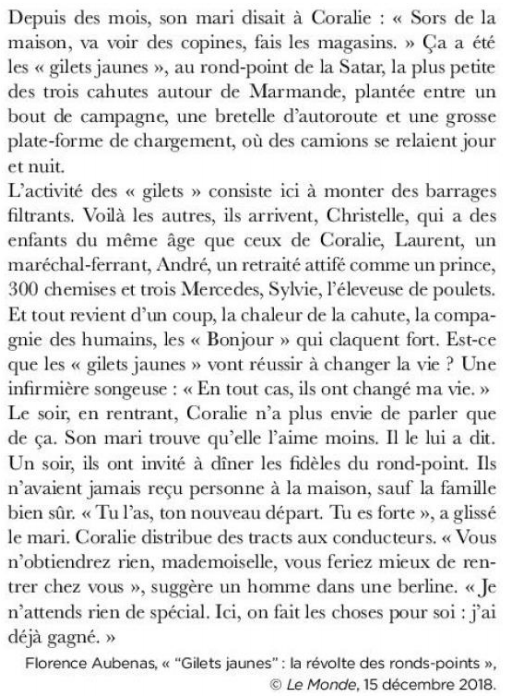 Depuis des mois, son mari disait à Coralie : « Sors de la
maison, va voir des copines, fais les magasins. » Ça a été
les « gilets jaunes », au rond-point de la Satar, la plus petite
des trois cahutes autour de Marmande, plantée entre un
bout de campagne, une bretelle d’autoroute et une grosse
plate-forme de chargement, où des camions se relaient jour
et nuit.
L’activité des « gilets » consiste ici à monter des barrages
filtrants. Voilà les autres, ils arrivent, Christelle, qui a des
enfants du même âge que ceux de Coralie, Laurent, un
maréchal-ferrant, André, un retraité attifé comme un prince,
300 chemises et trois Mercedes, Sylvie, l’éleveuse de poulets.
Et tout revient d’un coup, la chaleur de la cahute, la compa-
gnie des humains, les « Bonjour » qui claquent fort. Est-ce
que les « gilets jaunes » vont réussir à changer la vie ? Une
infirmière songeuse : « En tout cas, ils ont changé ma vie. »
Le soir, en rentrant, Coralie n’a plus envie de parler que
de ça. Son mari trouve qu’elle l’aime moins. Il le lui a dit.
Un soir, ils ont invité à dîner les fidèles du rond-point. Ils
n’avaient jamais reçu personne à la maison, sauf la famille
bien sûr. « Tu l’as, ton nouveau départ. Tu es forte », a glissé
le mari. Coralie distribue des tracts aux conducteurs. « Vous
n’obtiendrez rien, mademoiselle, vous feriez mieux de ren-
trer chez vous », suggère un homme dans une berline. « Je
n’attends rien de spécial. Ici, on fait les choses pour soi : j’ai
déjà gagné. »
Florence Aubenas, « “Gilets jaunes” : la révolte des ronds-points »,
© Le Monde, 15 décembre 2018.